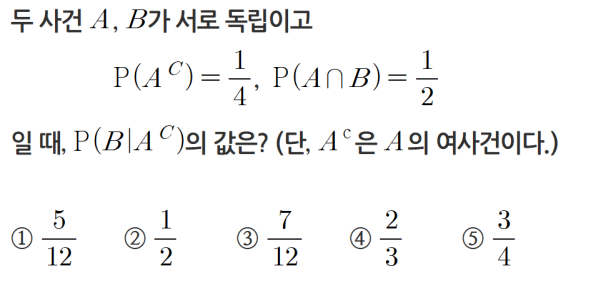 두 사건 A, B가 서로 독립이고
P(A^C) = 1/4, P(A∩B) = 1/2
일 때, P(B|A^C)의 값은? (단, A^c은 A의 여사건이다.)
① 5/12 ② 1/2 ③ 7/12 ④ 2/3 ⑤ 3/4